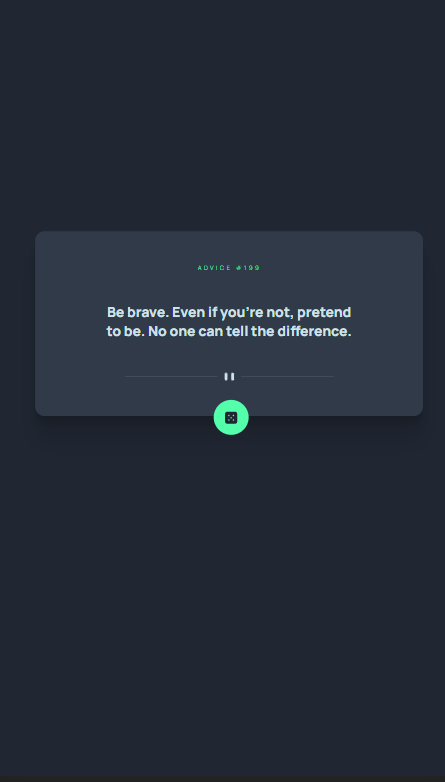 ADVICE #199
Be brave. Even if you're not, pretend
to be. No one can tell the difference.